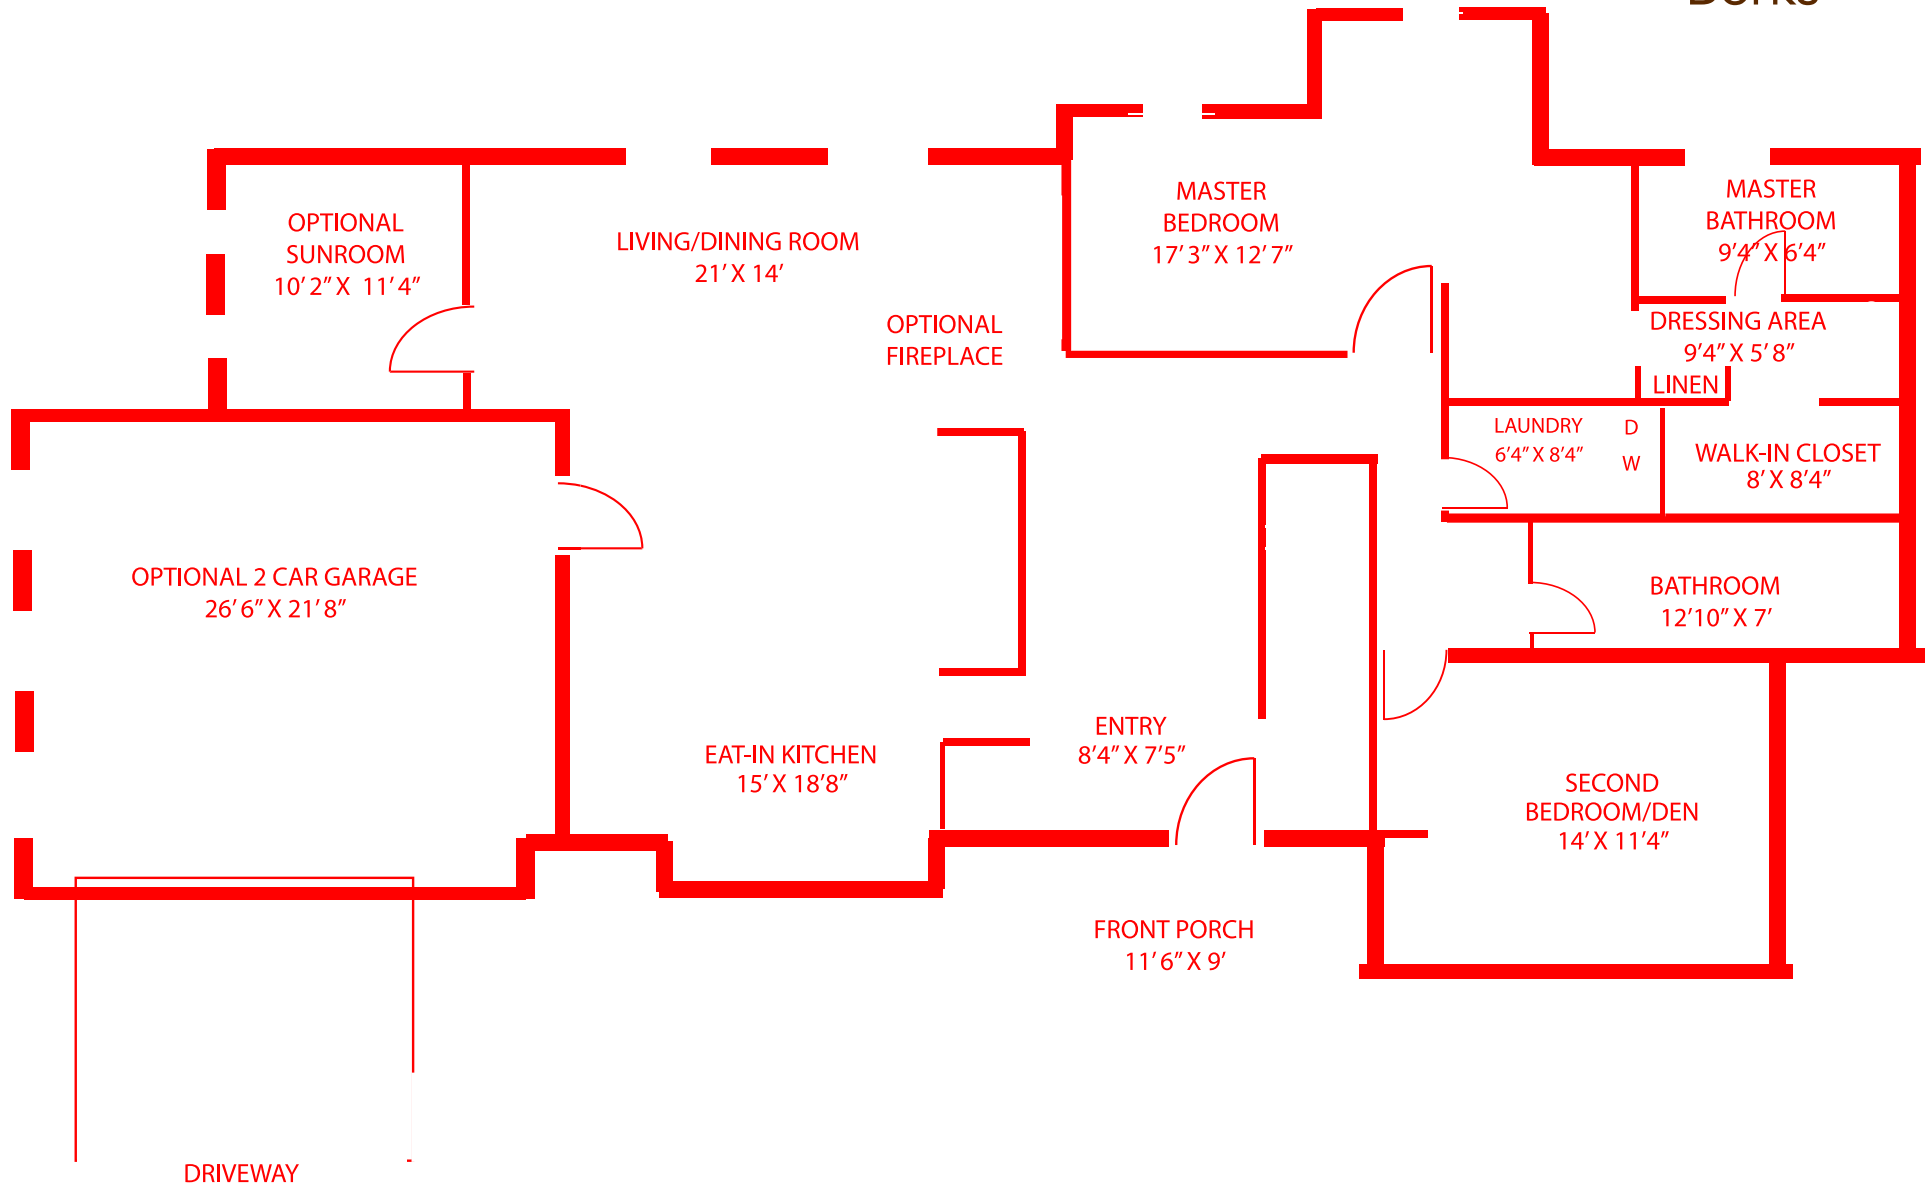 OPTIONAL
SUNROOM
10' 2" X 11' 4"
LIVING/DINING ROOM
21' X 14'
OPTIONAL
FIREPLACE
MASTER
BEDROOM
17' 3" X 12' 7"
MASTER
BATHROOM
9'4" X 6'4"
DRESSING AREA
9'4" X 5' 8"
LINEN
LAUNDRY
6'4" X 8'4"
D
W
WALK-IN CLOSET
8' X 8'4"
OPTIONAL 2 CAR GARAGE
26' 6" X 21' 8"
BATHROOM
12'10" X 7'
EAT-IN KITCHEN
15' X 18'8"
ENTRY
8'4" X 7'5"
SECOND
BEDROOM/DEN
14' X 11'4"
FRONT PORCH
11' 6" X 9'
DRIVEWAY